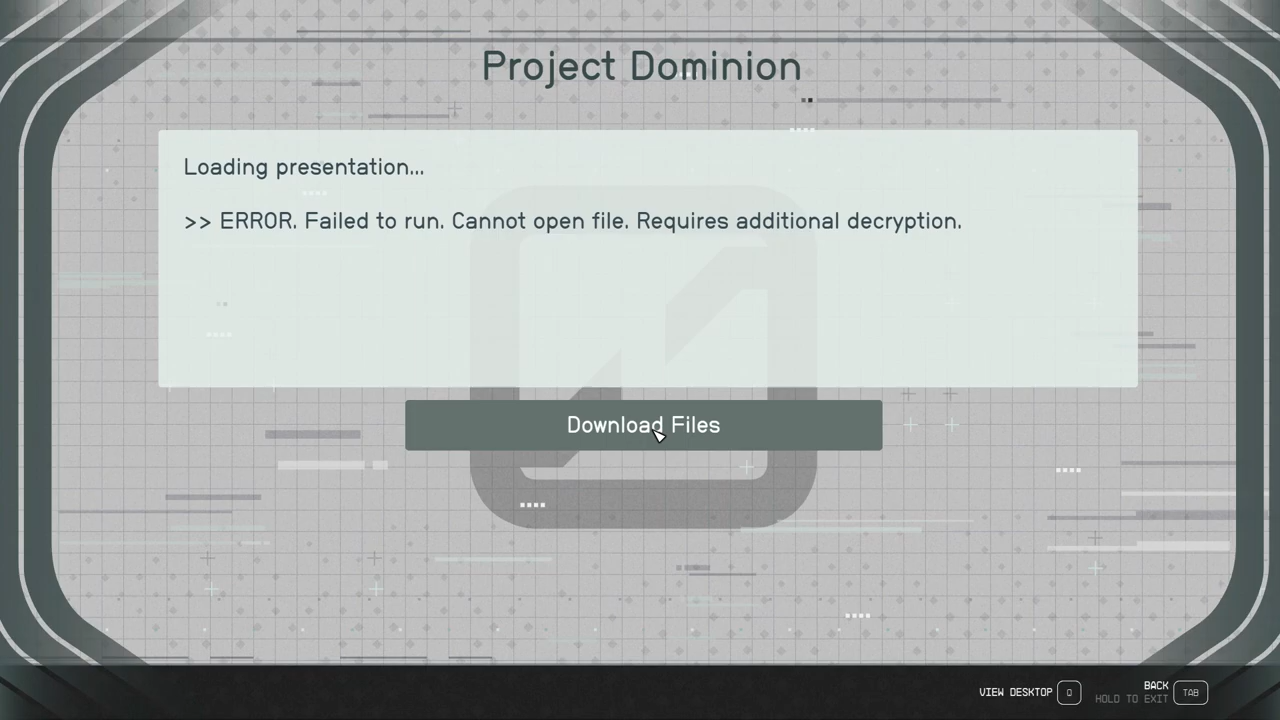 Project Dominion
Loading presentation...
>> ERROR. Failed to run. Cannot open file. Requires additional decryption.
Download Files
VIEW DESKTOP Q
BACK
HOLD TO EXIT TAB